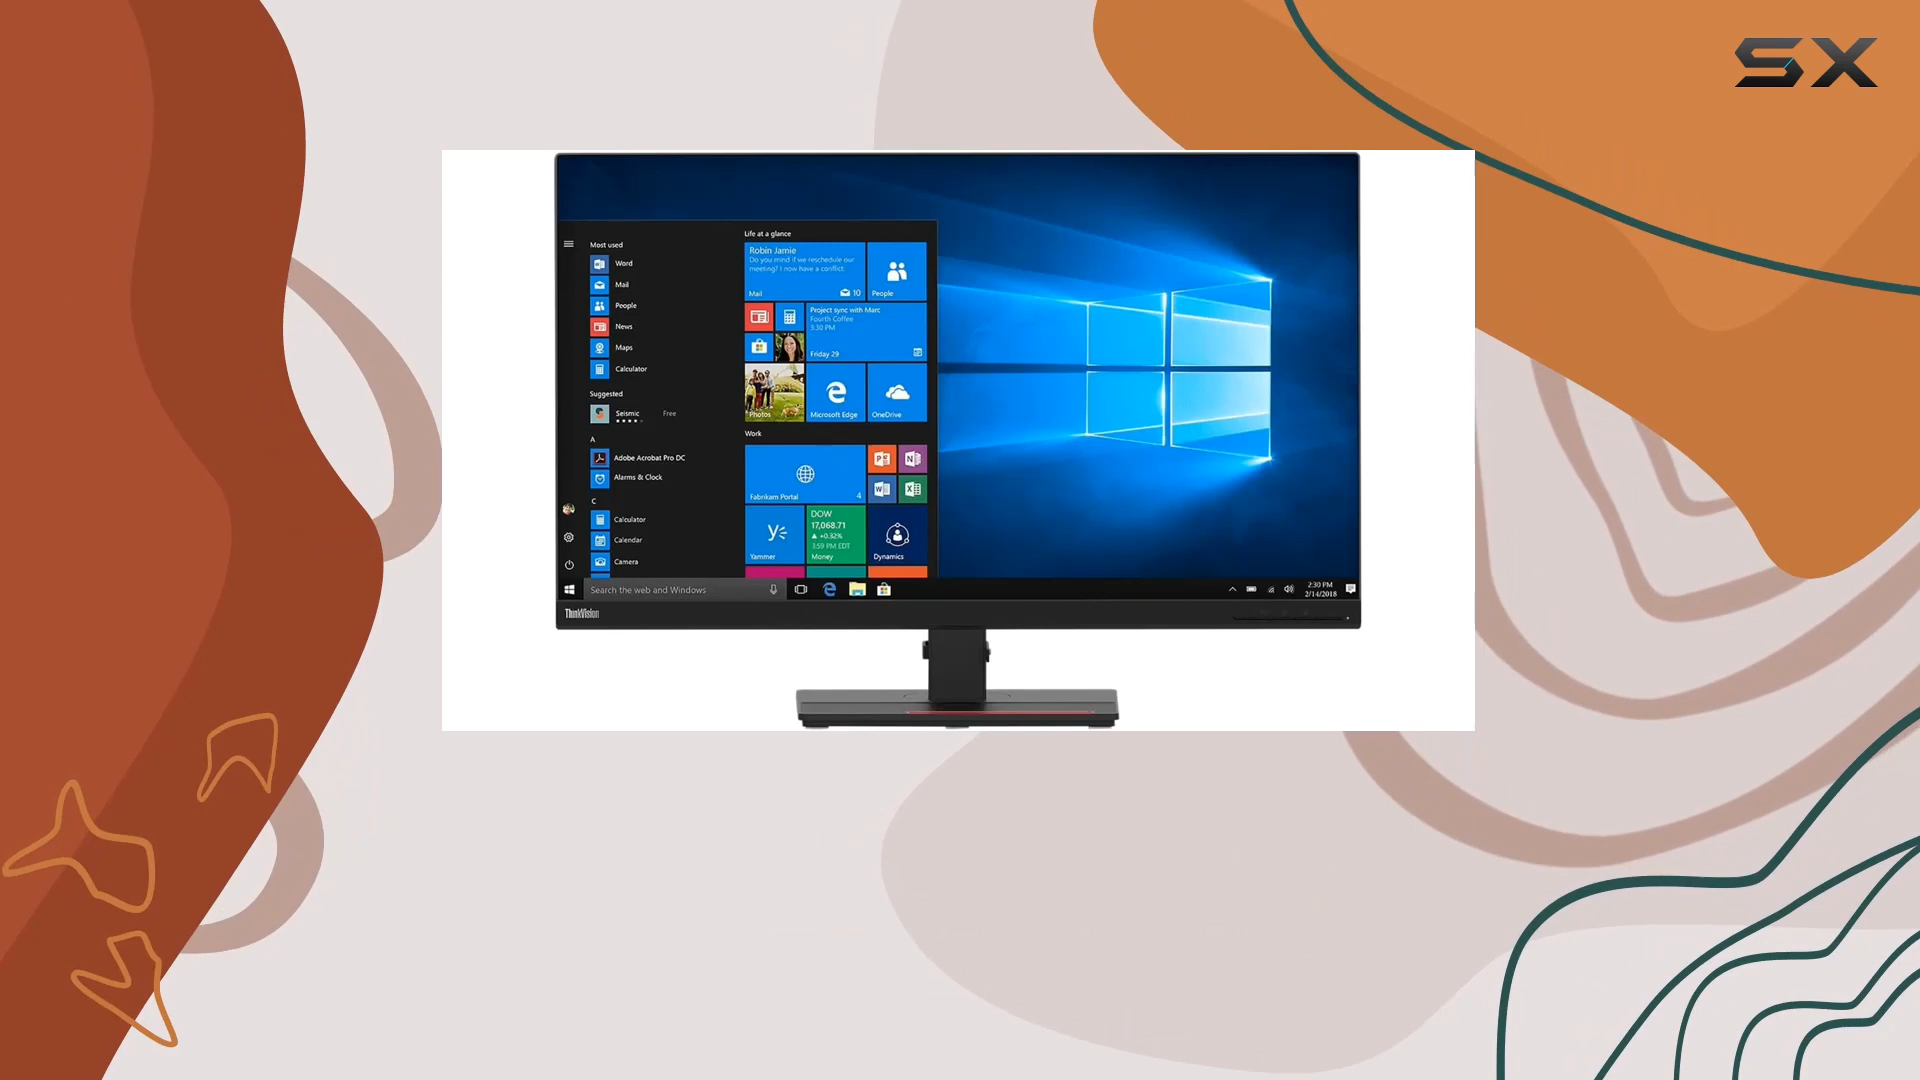 SX
Most used
Word
Mail
People
News
Maps
Calculator
Suggested
Seismic Free
A
Adobe Acrobat Pro DC
Alarms & Clock
C
Calculator
Calendar
Camera
Life at a glance
Robin Jamie
Do you mind if we reschedule our
meeting? I now have a conflict.
Mail 10
People
Project sync with Marc
Fourth Coffee
3:30 PM
Friday 29
Photos
Microsoft Edge
OneDrive
Work
Fabrikam Portal 4
Yammer
DOW
17,068.71
▲ +0.32%
3:59 PM EDT
Money
Dynamics
Search the web and Windows
2:30 PM
2/14/2018
ThinkVision